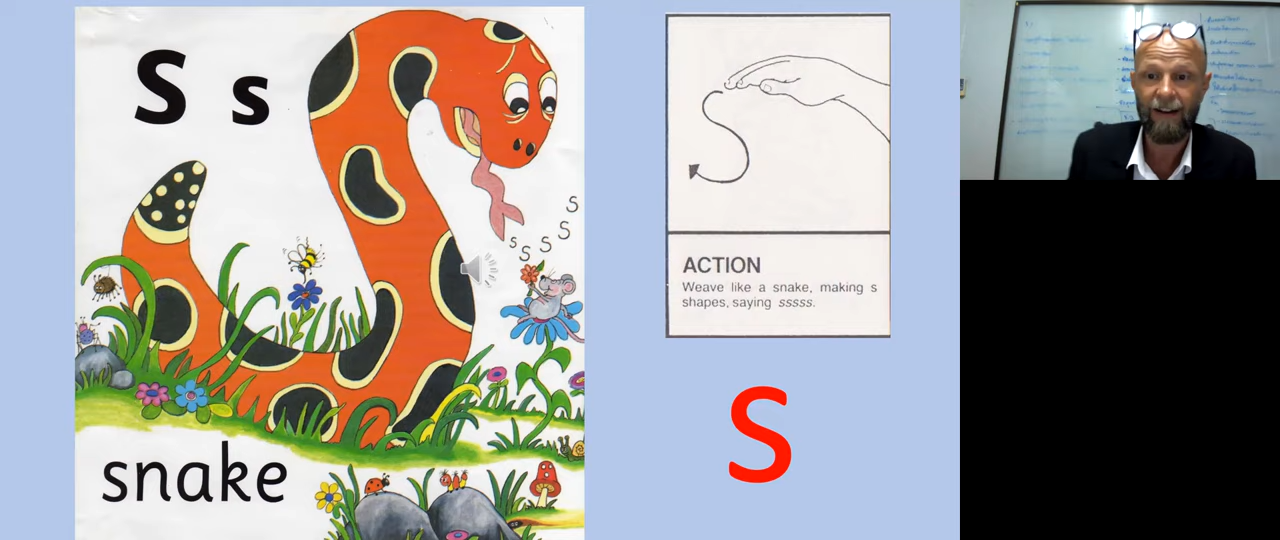 S s
s s s s s
snake
ACTION
Weave like a snake, making s
shapes, saying sssss.
S